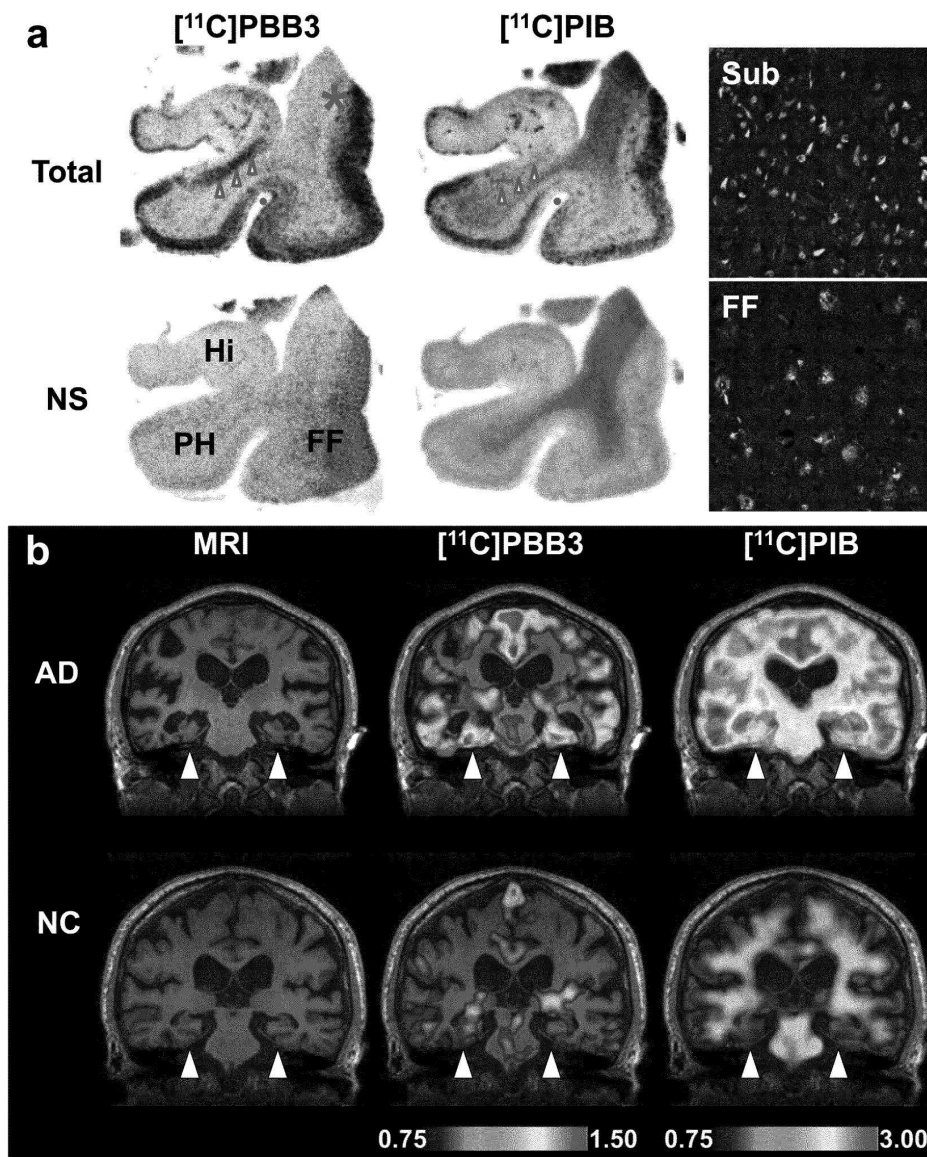 a
[¹¹C]PBB3 [¹¹C]PIB
Sub
Total
FF
Hi
NS
PH FF
b
MRI [¹¹C]PBB3 [¹¹C]PIB
AD
NC
0.75 1.50 0.75 3.00